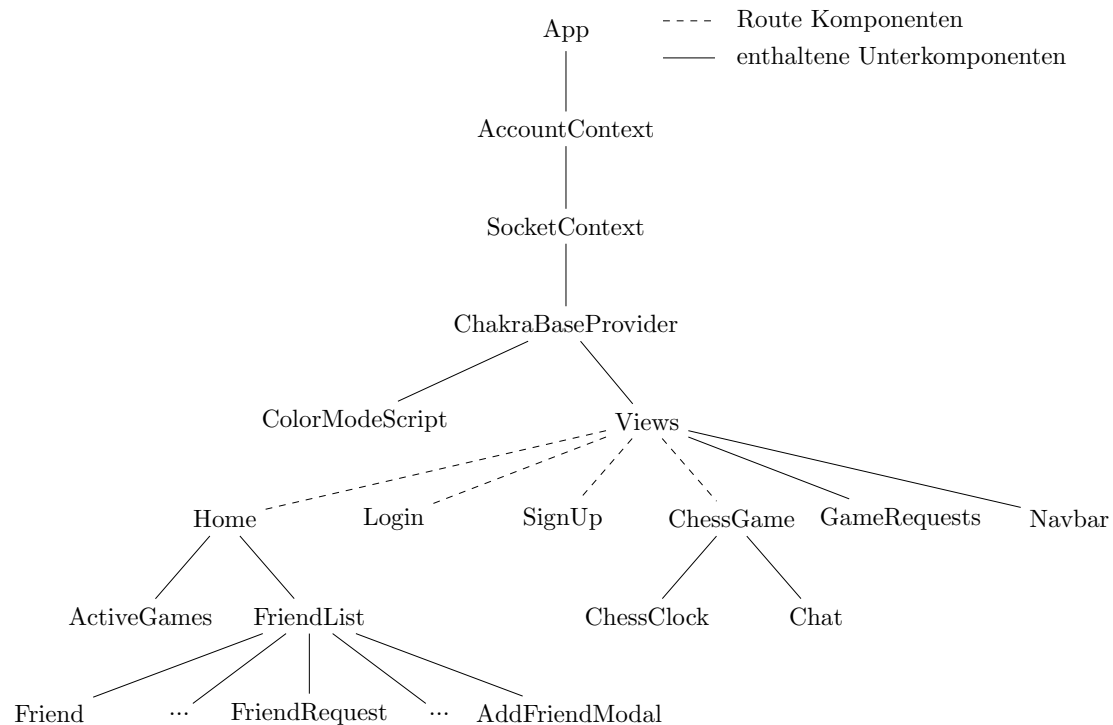 App
Route Komponenten
enthaltene Unterkomponenten
AccountContext
SocketContext
ChakraBaseProvider
ColorModeScript
Views
Home
Login
SignUp
ChessGame
GameRequests
Navbar
ActiveGames
FriendList
ChessClock
Chat
Friend
...
FriendRequest
...
AddFriendModal